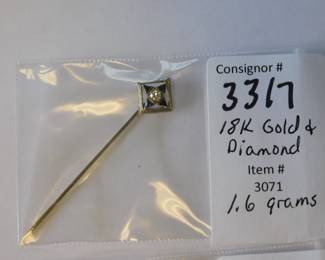 Consignor #
3317
18K Gold &
Diamond
Item #
3071
1.6 grams